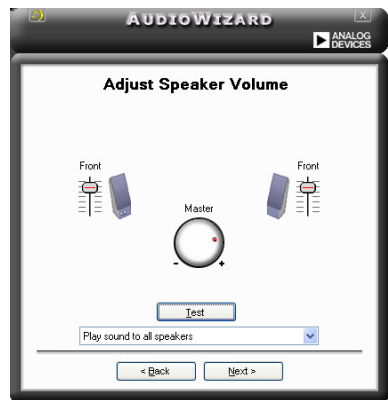 AUDIOWIZARD
X
ANALOG
DEVICES
Adjust Speaker Volume
Front
Front
Master
- +
Test
Play sound to all speakers
< Back
Next >